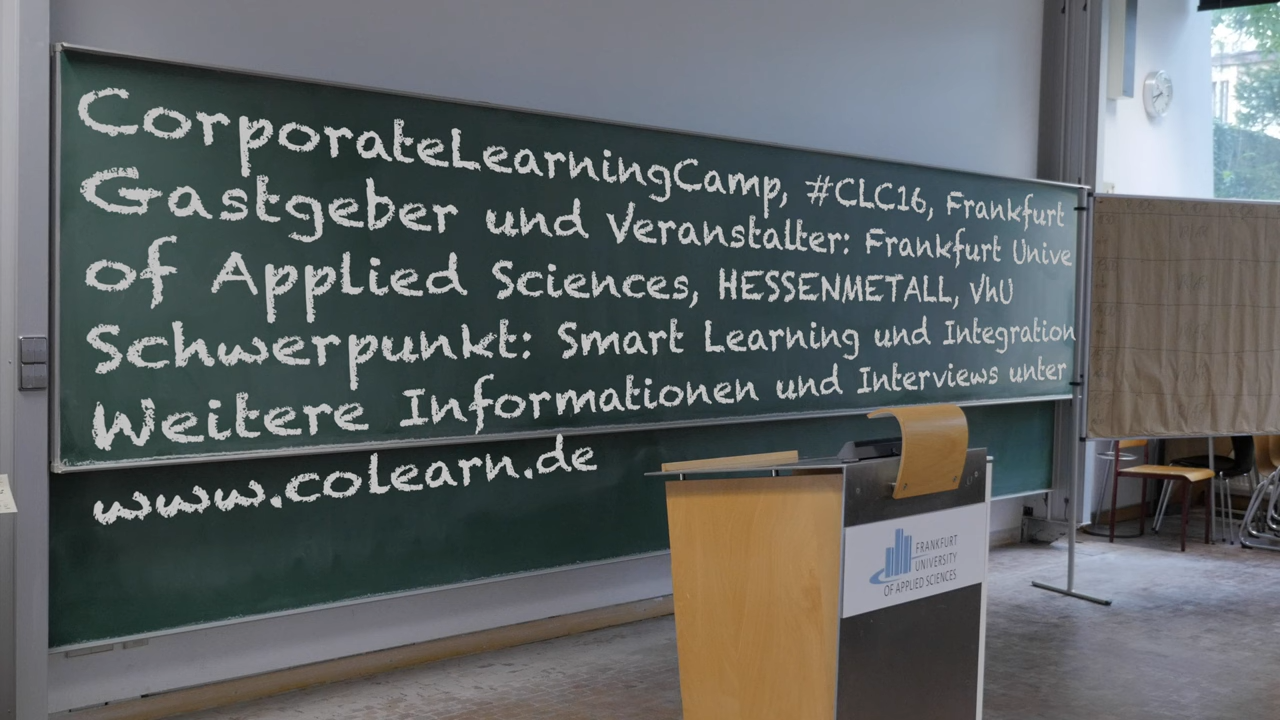 CorporateLearningCamp, #CLC16, Frankfurt
Gastgeber und Veranstalter: Frankfurt Unive
of Applied Sciences, HESSENMETALL, VhU
Schwerpunkt: Smart Learning und Integration
Weitere Informationen und Interviews unter
www.colearn.de
FRANKFURT
UNIVERSITY
OF APPLIED SCIENCES